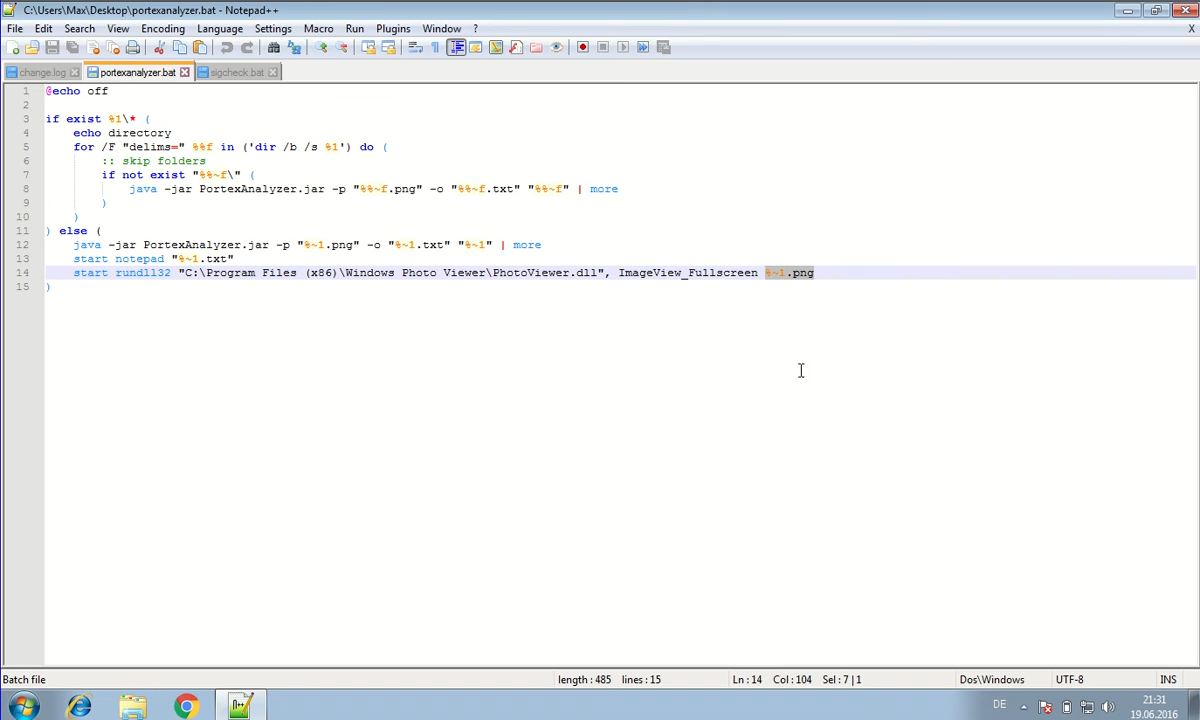 C:\Users\Max\Desktop\portexanalyzer.bat - Notepad++
File Edit Search View Encoding Language Settings Macro Run Plugins Window ? X
change.log portexanalyzer.bat sigcheck.bat
1 @echo off
2
3 if exist %1\* (
4 echo directory
5 for /F "delims=" %%f in ('dir /b /s %1') do (
6 :: skip folders
7 if not exist "%%~f\" (
8 java -jar PortexAnalyzer.jar -p "%%~f.png" -o "%%~f.txt" "%%~f" | more
9 )
10 )
11 ) else (
12 java -jar PortexAnalyzer.jar -p "%~1.png" -o "%~1.txt" "%~1" | more
13 start notepad "%~1.txt"
14 start rundll32 "C:\Program Files (x86)\Windows Photo Viewer\PhotoViewer.dll", ImageView_Fullscreen %~1.png
15 )
Batch file length : 485 lines : 15 Ln : 14 Col : 104 Sel : 7 | 1 Dos\Windows UTF-8 INS
DE 21:31
19.06.2016